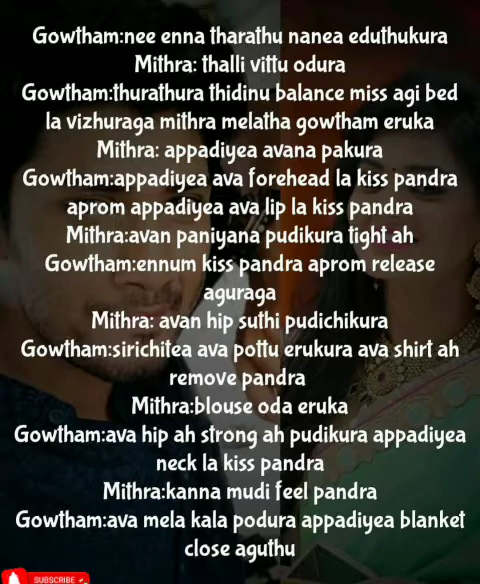 Gowtham:nee enna tharathu nanea eduthukura
Mithra: thalli vittu odura
Gowtham:thurathura thidinu balance miss agi bed
la vizhuraga mithra melatha gowtham eruka
Mithra: appadiyea avana pakura
Gowtham:appadiyea ava forehead la kiss pandra
aprom appadiyea ava lip la kiss pandra
Mithra:avan paniyana pudikura tight ah
Gowtham:ennum kiss pandra aprom release
aguraga
Mithra: avan hip suthi pudichikura
Gowtham:sirichitea ava pottu erukura ava shirt ah
remove pandra
Mithra:blouse oda eruka
Gowtham:ava hip ah strong ah pudikura appadiyea
neck la kiss pandra
Mithra:kanna mudi feel pandra
Gowtham:ava mela kala podura appadiyea blanket
close aguthu
SUBSCRIBE